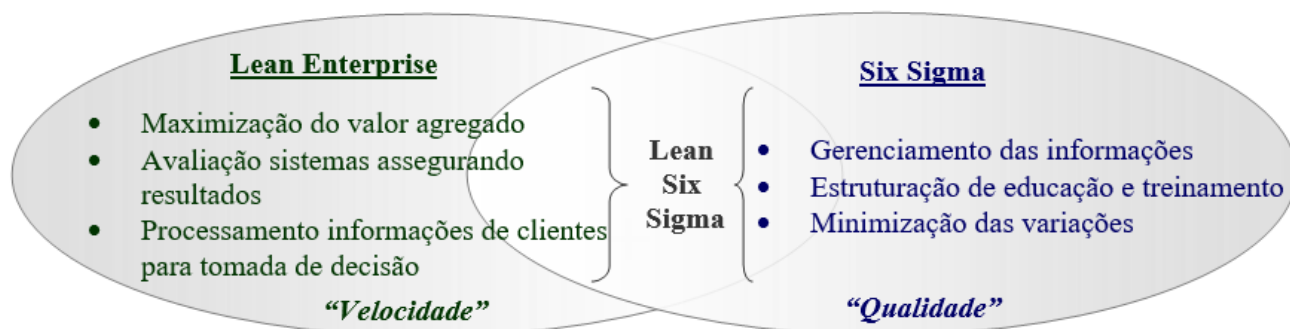 Lean Enterprise
• Maximização do valor agregado
• Avaliação sistemas assegurando
resultados
• Processamento informações de clientes
para tomada de decisão
“Velocidade”
Lean
Six
Sigma
Six Sigma
• Gerenciamento das informações
• Estruturação de educação e treinamento
• Minimização das variações
“Qualidade”